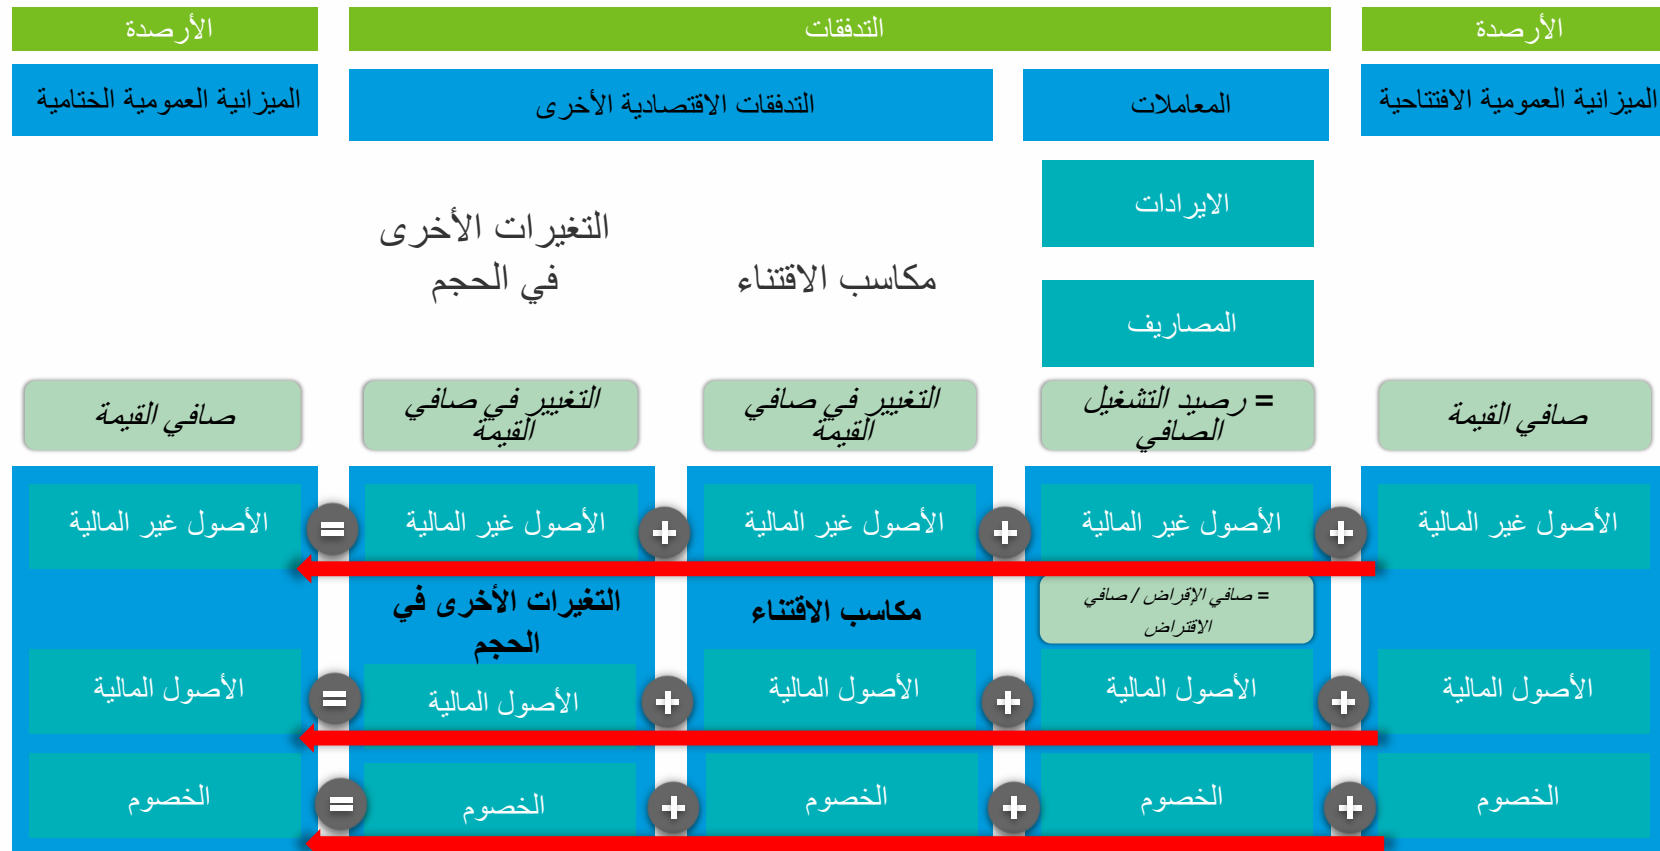 الأرصدة
التدفقات
الأرصدة
الميزانية العمومية الافتتاحية
المعاملات
التدفقات الاقتصادية الأخرى
الميزانية العمومية الختامية
الايرادات
المصاريف
مكاسب الاقتناء
التغيرات الأخرى
في الحجم
صافي القيمة
= رصيد التشغيل
الصافي
التغيير في صافي
القيمة
التغيير في صافي
القيمة
صافي القيمة
الأصول غير المالية
+
الأصول غير المالية
+
الأصول غير المالية
+
الأصول غير المالية
=
الأصول غير المالية
= صافي الإقراض / صافي
الاقتراض
مكاسب الاقتناء
التغيرات الأخرى في
الحجم
الأصول المالية
+
الأصول المالية
+
الأصول المالية
+
الأصول المالية
=
الأصول المالية
الخصوم
+
الخصوم
+
الخصوم
+
الخصوم
=
الخصوم